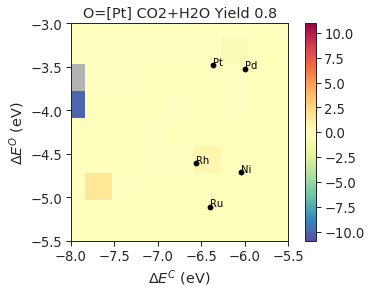 O=[Pt] CO2+H2O Yield 0.8
−3.0
−3.5
−4.0
−4.5
−5.0
−5.5
ΔE^O (eV)
Pt
Pd
Rh
Ni
Ru
−8.0 −7.5 −7.0 −6.5 −6.0 −5.5
ΔE^C (eV)
10.0
7.5
5.0
2.5
0.0
−2.5
−5.0
−7.5
−10.0